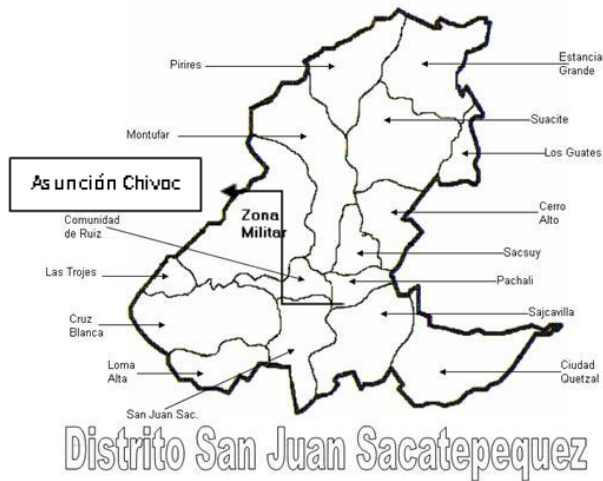 Pirires
Estancia
Grande
Montufar
Suacite
Los Guates
Asunción Chivoc
Comunidad
de Ruiz
Zona
Militar
Cerro
Alto
Las Trojes
Sacsuy
Pachali
Cruz
Blanca
Sajcavilla
Loma
Alta
Ciudad
Quetzal
San Juan Sac.
Distrito San Juan Sacatepequez